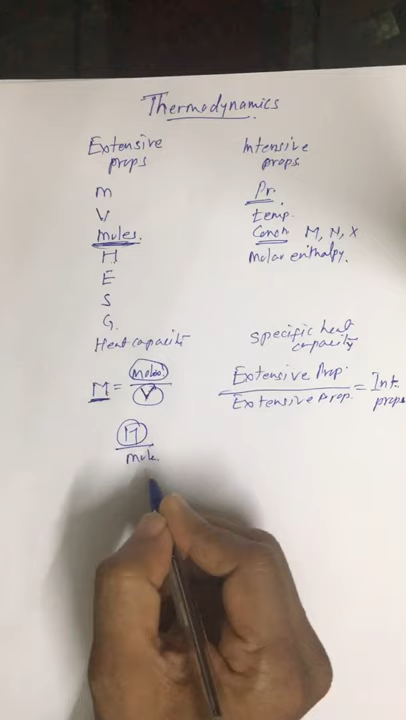 Thermodynamics
Extensive
props
m
V
Moles.
H
E
S
G.
Heat capacity
M = moles
V
H
mole.
Intensive
props
Pr.
temp.
Concn M, N, X
Molar enthalpy.
Specific heat
capacity
Extensive Prop.
Extensive Prop. = Int.
props